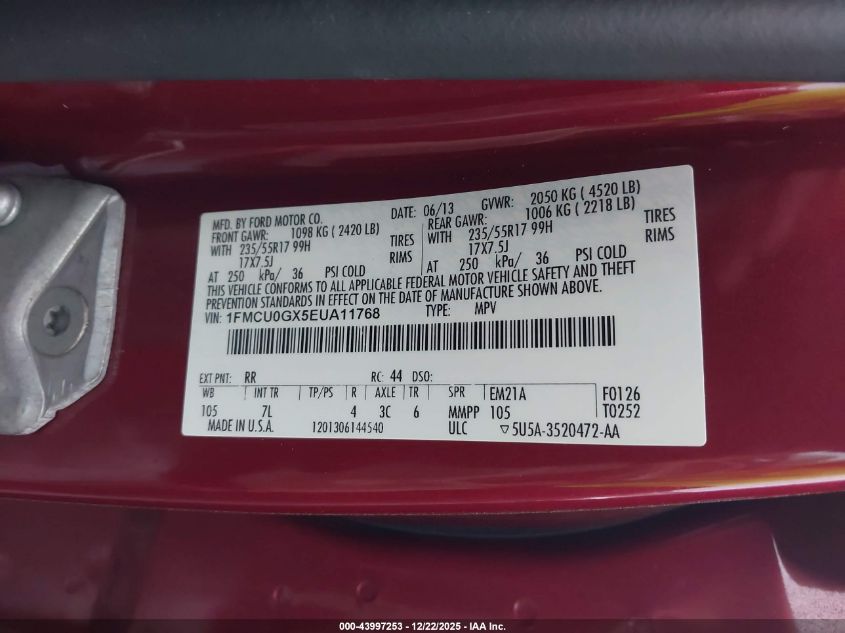 MFD. BY FORD MOTOR CO.
DATE: 06/13 GVWR: 2050 KG ( 4520 LB)
FRONT GAWR: 1098 KG ( 2420 LB)
WITH 235/55R17 99H TIRES
17X7.5J RIMS
AT 250 kPa/ 36 PSI COLD
REAR GAWR: 1006 KG ( 2218 LB)
WITH 235/55R17 99H TIRES
17X7.5J RIMS
AT 250 kPa/ 36 PSI COLD
THIS VEHICLE CONFORMS TO ALL APPLICABLE FEDERAL MOTOR VEHICLE SAFETY AND THEFT
PREVENTION STANDARDS IN EFFECT ON THE DATE OF MANUFACTURE SHOWN ABOVE.
VIN: 1FMCU0GX5EUA11768 TYPE: MPV
EXT PNT: RR RC: 44 DSO:
WB INT TR TP/PS R AXLE TR SPR EM21A F0126
105 7L 4 3C 6 MMPP 105 T0252
MADE IN U.S.A. 1201306144540 ULC ▽5U5A-3520472-AA
000-43997253 - 12/22/2025 - IAA Inc.